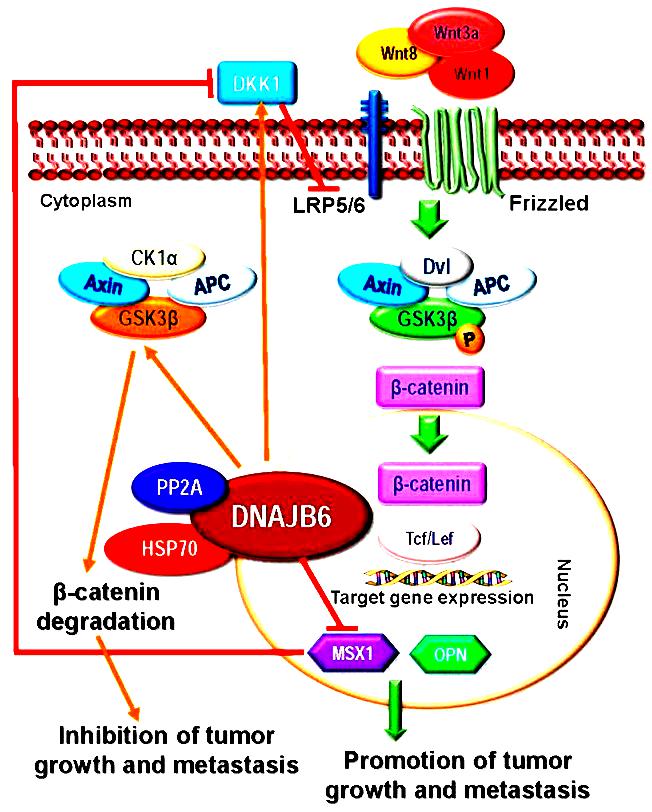 Wnt3a
Wnt8
Wnt1
DKK1
Cytoplasm
LRP5/6
Frizzled
CK1α
Axin
APC
GSK3β
Dvl
Axin
APC
GSK3β
P
β-catenin
β-catenin
PP2A
DNAJB6
HSP70
Tcf/Lef
Target gene expression
Nucleus
β-catenin
degradation
MSX1
OPN
Inhibition of tumor
growth and metastasis
Promotion of tumor
growth and metastasis